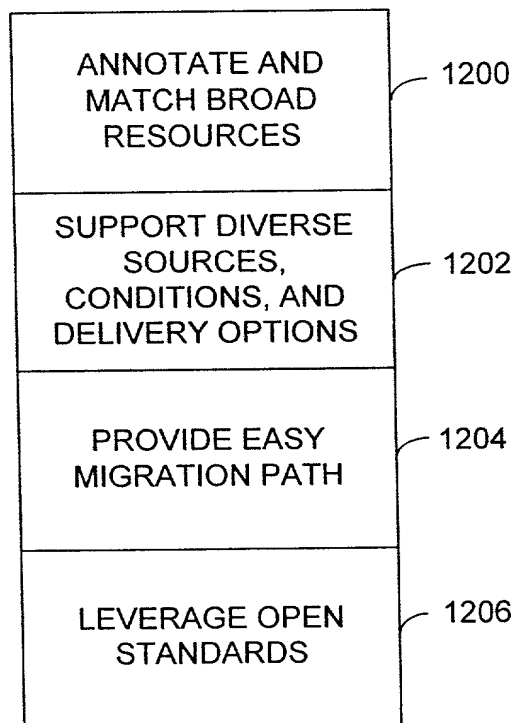 ANNOTATE AND
MATCH BROAD
RESOURCES
1200
SUPPORT DIVERSE
SOURCES,
CONDITIONS, AND
DELIVERY OPTIONS
1202
PROVIDE EASY
MIGRATION PATH
1204
LEVERAGE OPEN
STANDARDS
1206